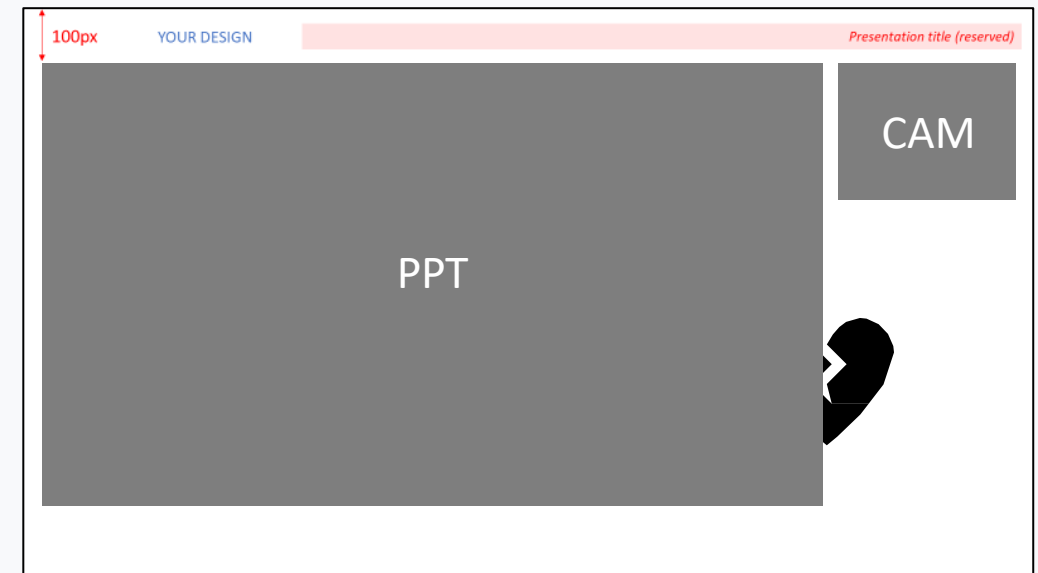 100px
YOUR DESIGN
Presentation title (reserved)
CAM
PPT